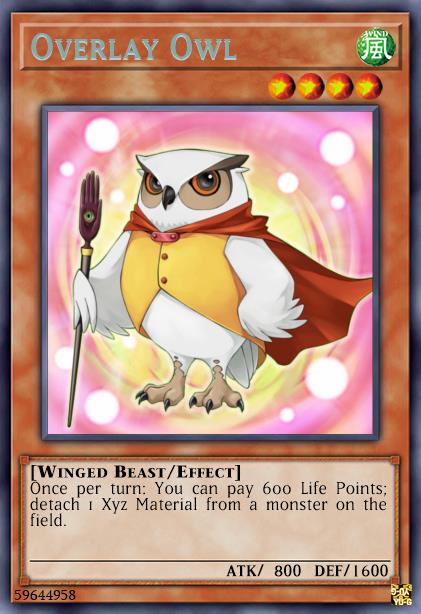 Overlay Owl
WIND
風
[Winged Beast/Effect]
Once per turn: You can pay 600 Life Points;
detach 1 Xyz Material from a monster on the
field.
ATK/ 800 DEF/1600
59644958